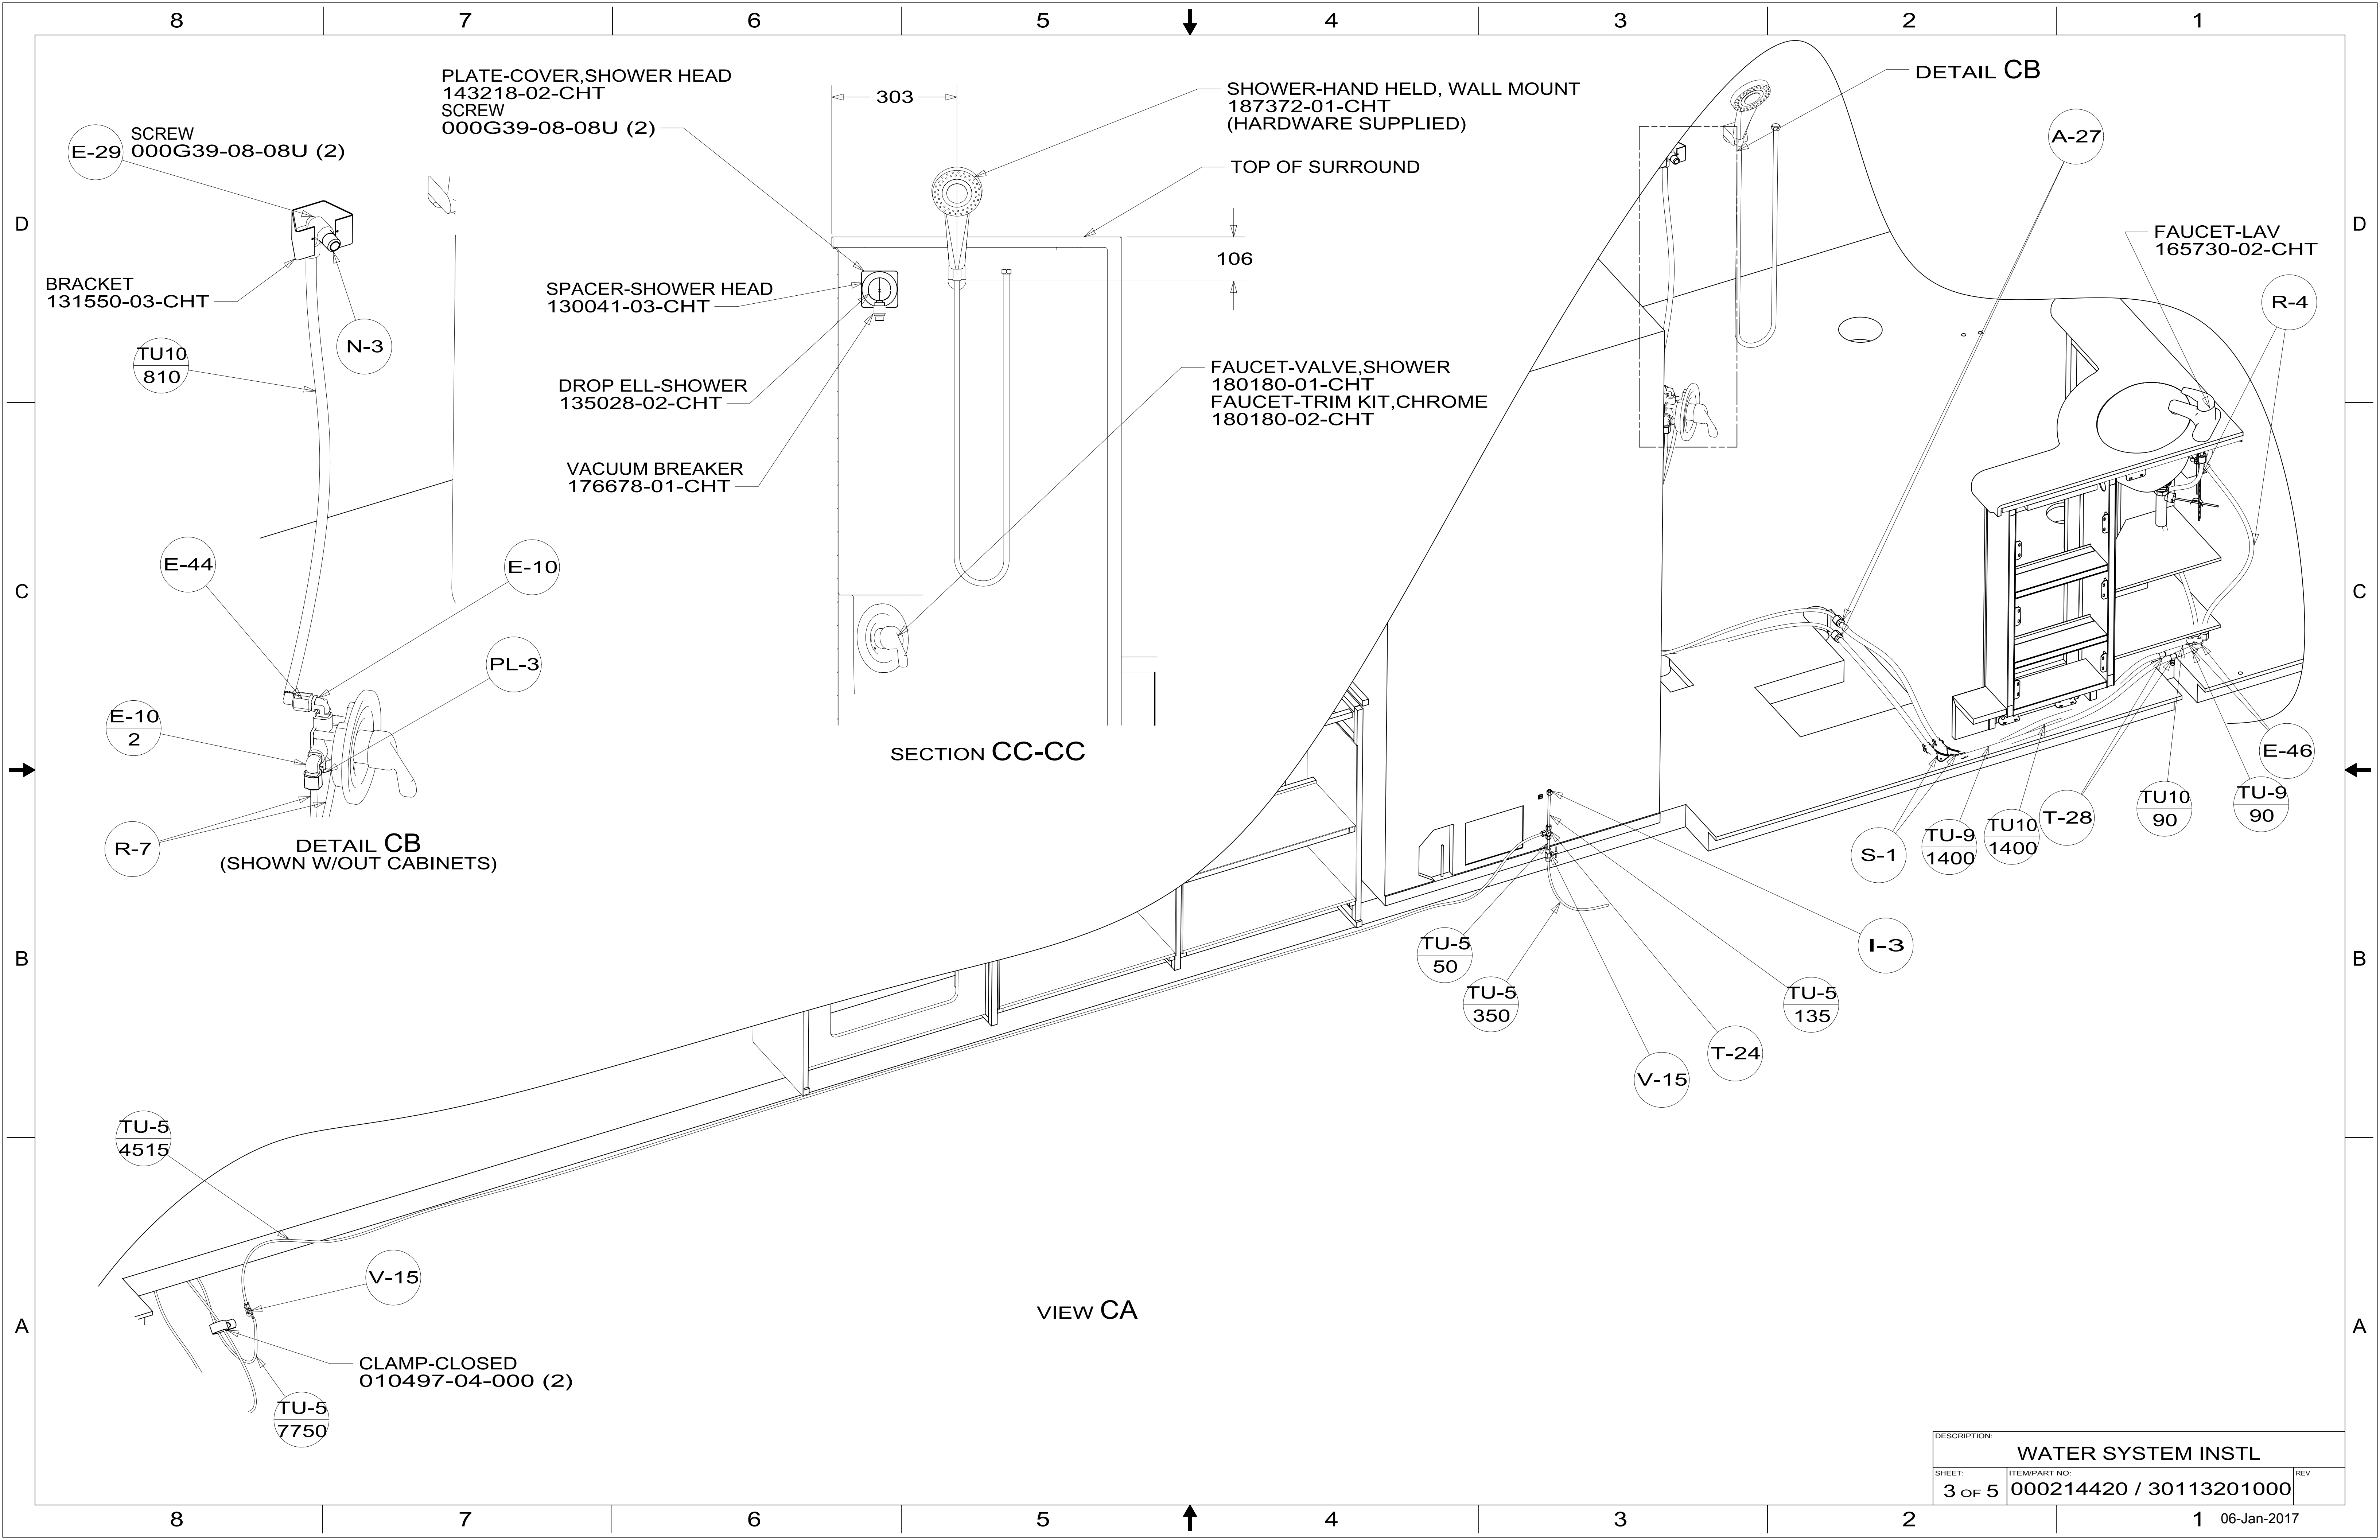 8 7 6 5 4 3 2 1
D
C
B
A
D
C
B
A
PLATE-COVER,SHOWER HEAD
143218-02-CHT
SCREW
000G39-08-08U (2)
E-29
SCREW
000G39-08-08U (2)
BRACKET
131550-03-CHT
TU10
810
N-3
E-44
E-10
PL-3
E-10
2
R-7
DETAIL CB
(SHOWN W/OUT CABINETS)
303
SHOWER-HAND HELD, WALL MOUNT
187372-01-CHT
(HARDWARE SUPPLIED)
TOP OF SURROUND
106
SPACER-SHOWER HEAD
130041-03-CHT
DROP ELL-SHOWER
135028-02-CHT
VACUUM BREAKER
176678-01-CHT
FAUCET-VALVE,SHOWER
180180-01-CHT
FAUCET-TRIM KIT,CHROME
180180-02-CHT
SECTION CC-CC
DETAIL CB
A-27
FAUCET-LAV
165730-02-CHT
R-4
E-46
TU-9
90
TU10
90
T-28
TU10
1400
TU-9
1400
S-1
I-3
TU-5
50
TU-5
350
TU-5
135
T-24
V-15
TU-5
4515
V-15
CLAMP-CLOSED
010497-04-000 (2)
TU-5
7750
VIEW CA
DESCRIPTION:
WATER SYSTEM INSTL
SHEET:
3 OF 5
ITEM/PART NO:
000214420 / 30113201000
REV
8 7 6 5 4 3 2 1
06-Jan-2017